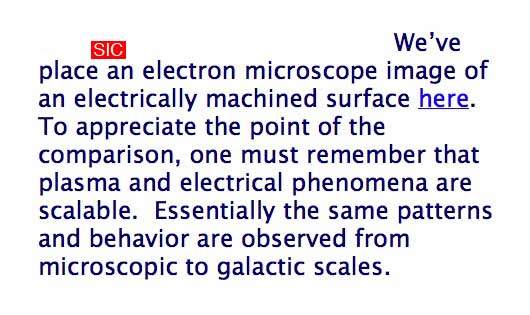 We've
SIC
place an electron microscope image of
an electrically machined surface here.
To appreciate the point of the
comparison, one must remember that
plasma and electrical phenomena are
scalable.  Essentially the same patterns
and behavior are observed from
microscopic to galactic scales.